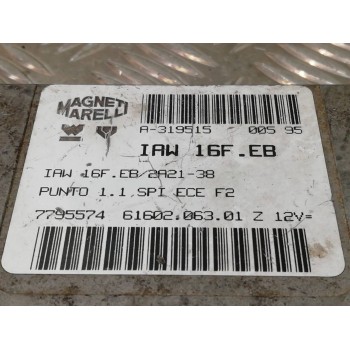 MAGNETI
MARELLI
A-319515 005 95
IAW 16F.EB
IAW 16F.EB/2A21-38
PUNTO 1.1.SPI ECE F2
7795574 61602.063.01 Z 12V=